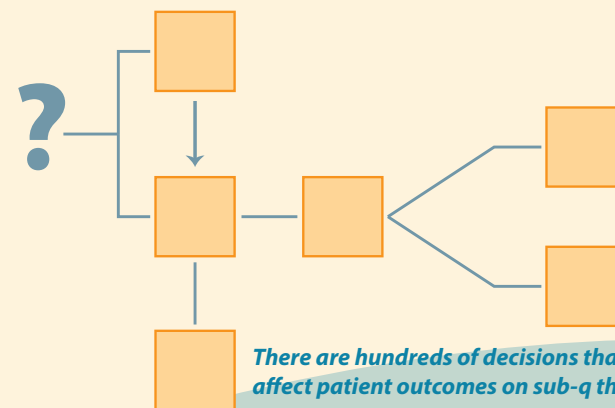 ?
There are hundreds of decisions tha
affect patient outcomes on sub-q th